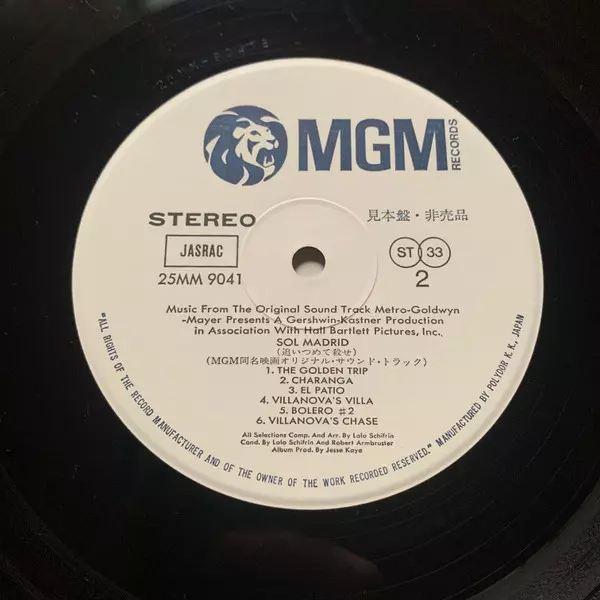 MGM
RECORDS
STEREO
見本盤・非売品
JASRAC
ST 33
25MM 9041
2
Music From The Original Sound Track Metro-Goldwyn
-Mayer Presents A Gershwin-Kastner Production
in Association With Hall Bartlett Pictures, Inc.
SOL MADRID
(追いつめて殺せ)
(MGM同名映画オリジナル・サウンド・トラック)
1. THE GOLDEN TRIP
2. CHARANGA
3. EL PATIO
4. VILLANOVA'S VILLA
5. BOLERO #2
6. VILLANOVA'S CHASE
All Selections Comp. And Arr. By Lalo Schifrin
Cond. By Lalo Schifrin and Robert Armbruster
Album Prod. By Jesse Kaye
"ALL RIGHTS OF THE RECORD MANUFACTURER AND OF THE OWNER OF THE WORK RECORDED RESERVED." MANUFACTURED BY POLYDOR K. K., JAPAN